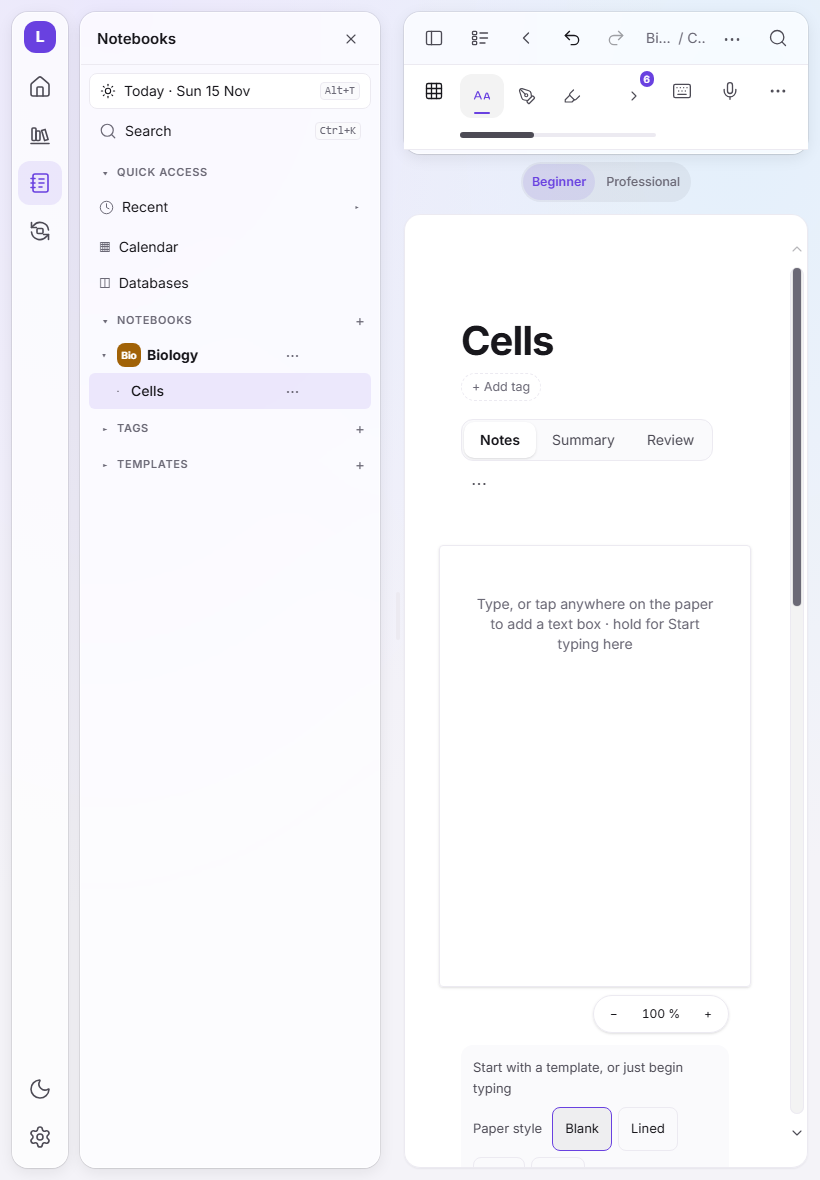 L
Notebooks
Today · Sun 15 Nov
Alt+T
Search
Ctrl+K
QUICK ACCESS
Recent
Calendar
Databases
NOTEBOOKS
+
Bio
Biology
...
Cells
...
TAGS
+
TEMPLATES
+
Bi... / C..
...
AA
6
...
Beginner
Professional
Cells
+ Add tag
Notes
Summary
Review
...
Type, or tap anywhere on the paper
to add a text box · hold for Start
typing here
− 100 % +
Start with a template, or just begin
typing
Paper style
Blank
Lined